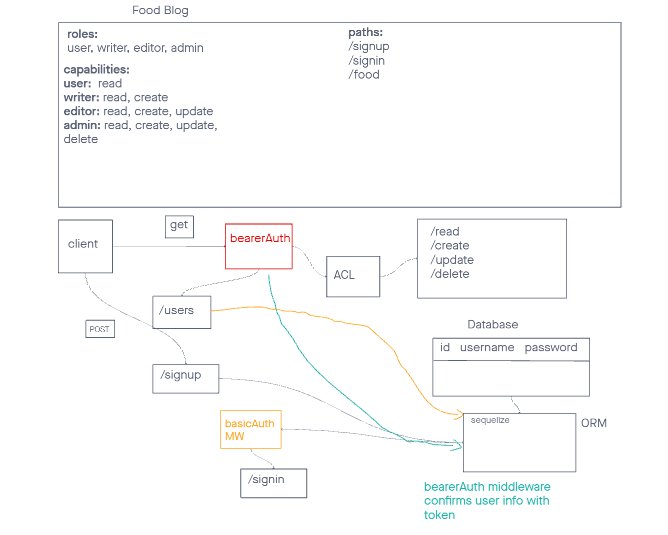 Food Blog
roles:
user, writer, editor, admin
capabilities:
user: read
writer: read, create
editor: read, create, update
admin: read, create, update,
delete
paths:
/signup
/signin
/food
client
get
bearerAuth
ACL
/read
/create
/update
/delete
/users
POST
/signup
Database
id username password
basicAuth
MW
/signin
sequelize
ORM
bearerAuth middleware
confirms user info with
token